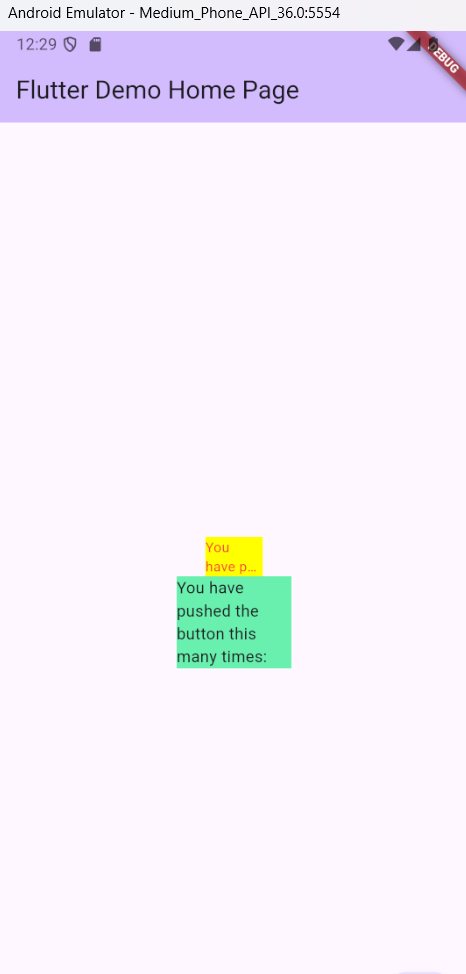 Android Emulator - Medium_Phone_API_36.0:5554
12:29
DEBUG
Flutter Demo Home Page
You
have p...
You have
pushed the
button this
many times: